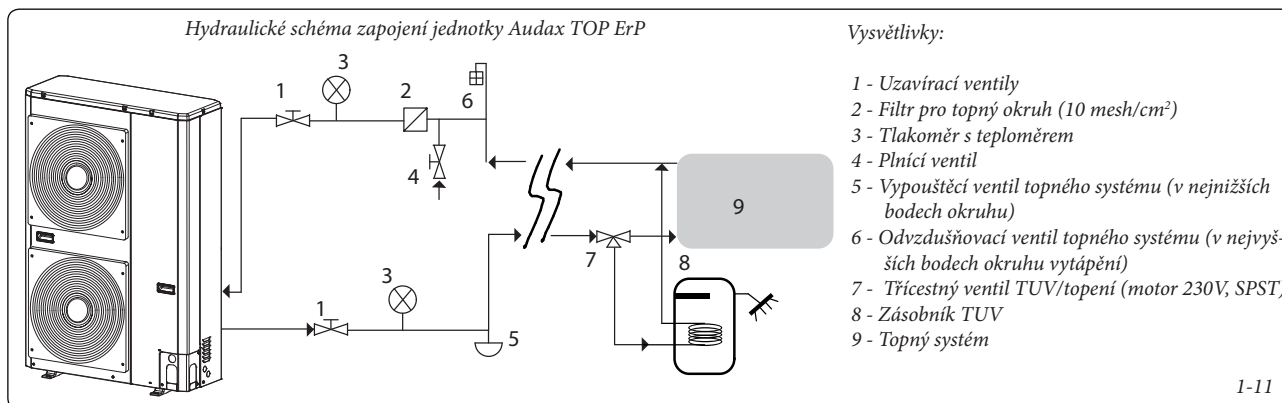 Hydraulické schéma zapojení jednotky Audax TOP ErP
3
1
2
6
4
9
7
8
3
1
5
Vysvětlivky:
1 - Uzavírací ventily
2 - Filtr pro topný okruh (10 mesh/cm²)
3 - Tlakoměr s teploměrem
4 - Plnící ventil
5 - Vypouštěcí ventil topného systému (v nejnižších
bodech okruhu)
6 - Odvzdušňovací ventil topného systému (v nejvyš-
ších bodech okruhu vytápění)
7 - Třícestný ventil TUV/topení (motor 230V, SPST)
8 - Zásobník TUV
9 - Topný systém
1-11